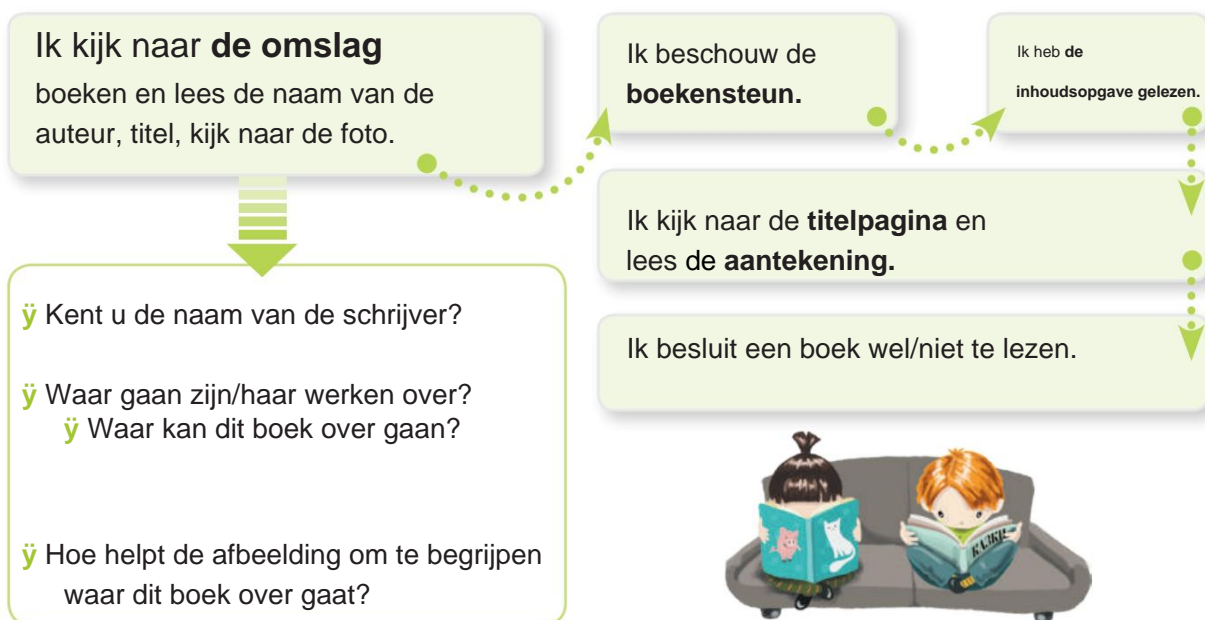 Ik kijk naar de omslag
boeken en lees de naam van de
auteur, titel, kijk naar de foto.
Ik beschouw de
boekensteun.
Ik heb de
inhoudsopgave gelezen.
Ik kijk naar de titelpagina en
lees de aantekening.
Ik besluit een boek wel/niet te lezen.
ÿ Kent u de naam van de schrijver?
ÿ Waar gaan zijn/haar werken over?
ÿ Waar kan dit boek over gaan?
ÿ Hoe helpt de afbeelding om te begrijpen
waar dit boek over gaat?
КАЗКИ